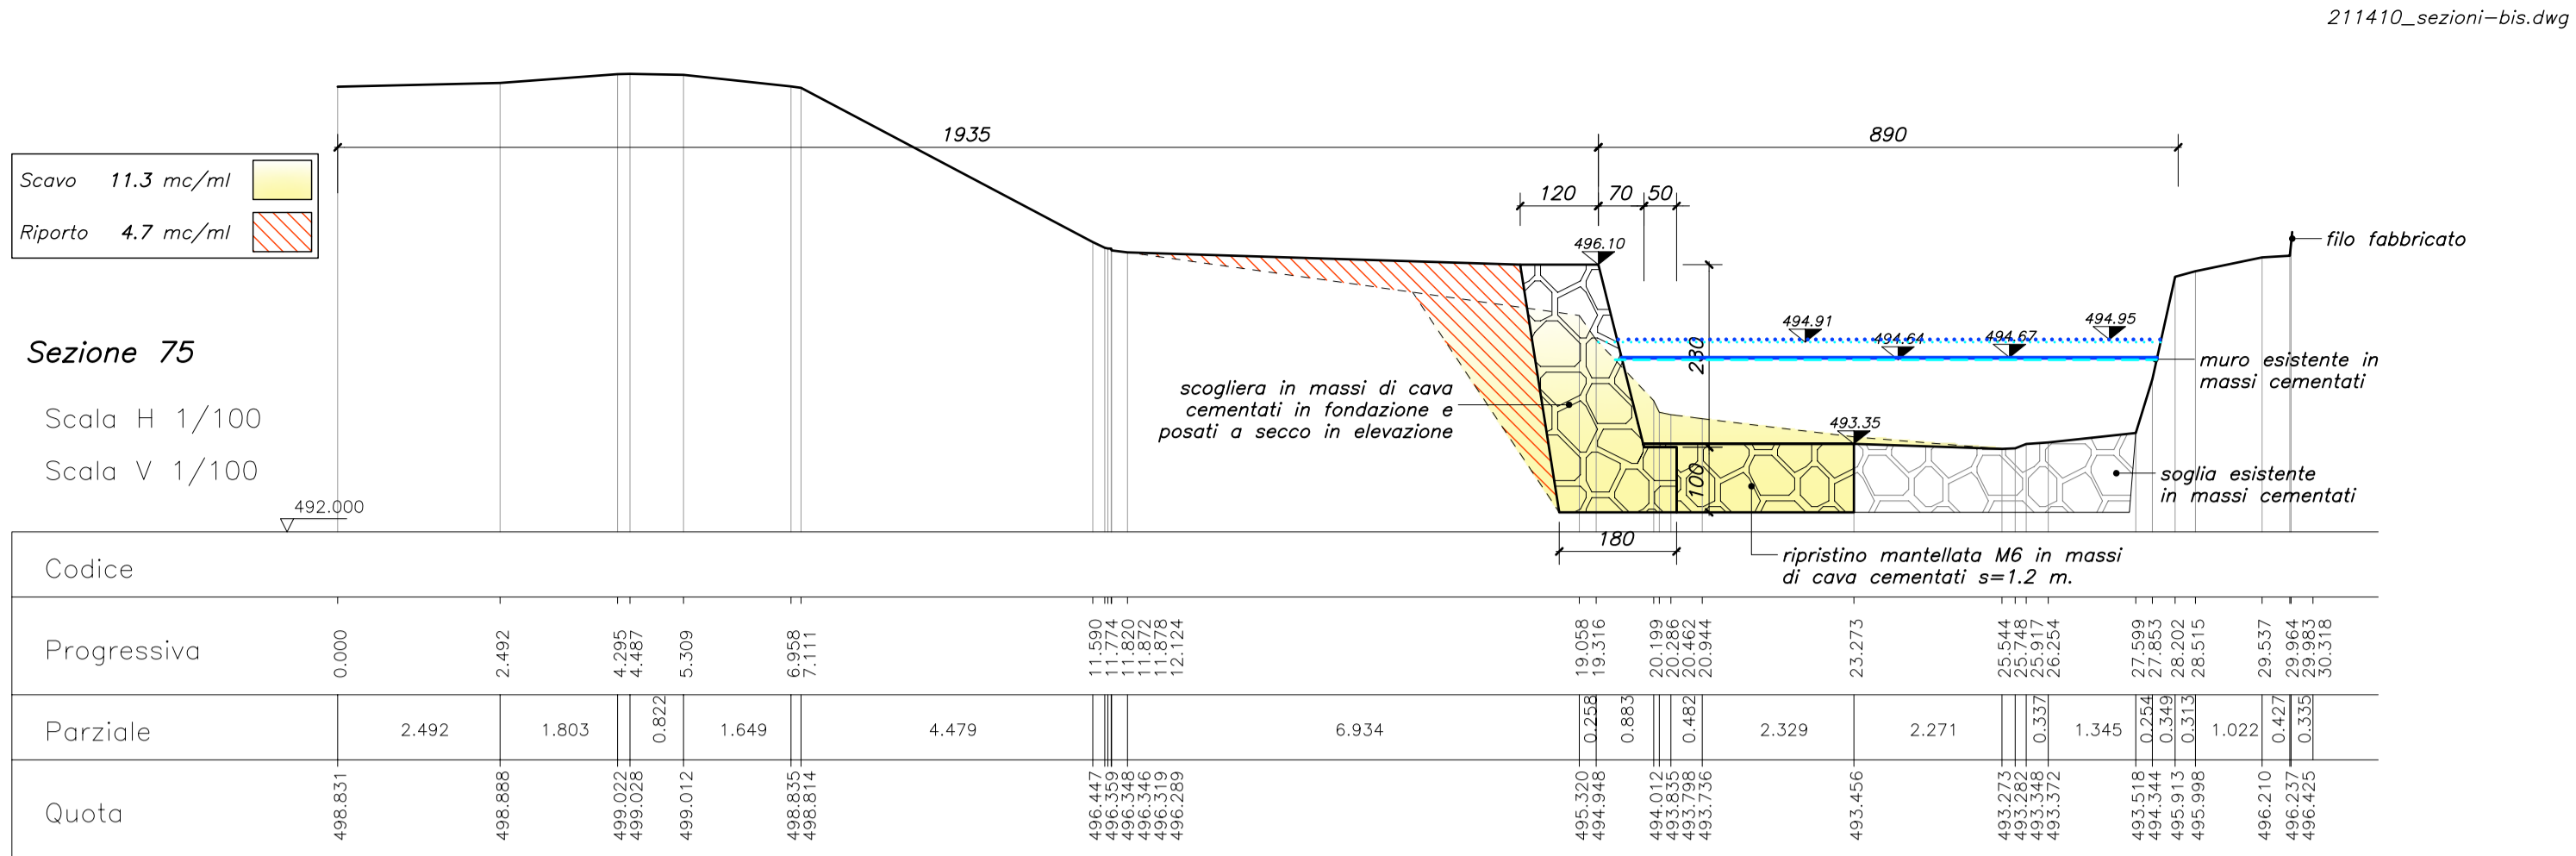 211410_sezioni-bis.dwg
1935
890
Scavo 11.3 mc/ml
Riporto 4.7 mc/ml
120
70
50
496.10
filo fabbricato
494.91
494.64
494.67
494.95
Sezione 75
280
muro esistente in
massi cementati
scogliera in massi di cava
cementati in fondazione e
posati a secco in elevazione
Scala H 1/100
493.35
Scala V 1/100
100
soglia esistente
in massi cementati
492.000
180
ripristino mantellata M6 in massi
di cava cementati s=1.2 m.
Codice
Progressiva
0.000 2.492 4.295 4.487 5.309 6.958 7.111 11.590 11.774 11.820 11.872 11.878 12.124 19.058 19.316 20.199 20.286 20.462 20.944 23.273 25.544 25.748 25.917 26.254 27.599 27.853 28.202 28.515 29.537 29.964 29.983 30.318
Parziale
2.492 1.803 0.822 1.649 4.479 6.934 0.258 0.883 0.482 2.329 2.271 0.337 1.345 0.254 0.349 0.313 1.022 0.427 0.335
Quota
498.831 498.888 499.022 499.028 499.012 498.835 498.814 496.447 496.359 496.348 496.346 496.319 496.289 495.320 494.948 494.012 493.835 493.798 493.736 493.456 493.273 493.282 493.348 493.372 493.518 494.344 495.913 495.998 496.210 496.237 496.425